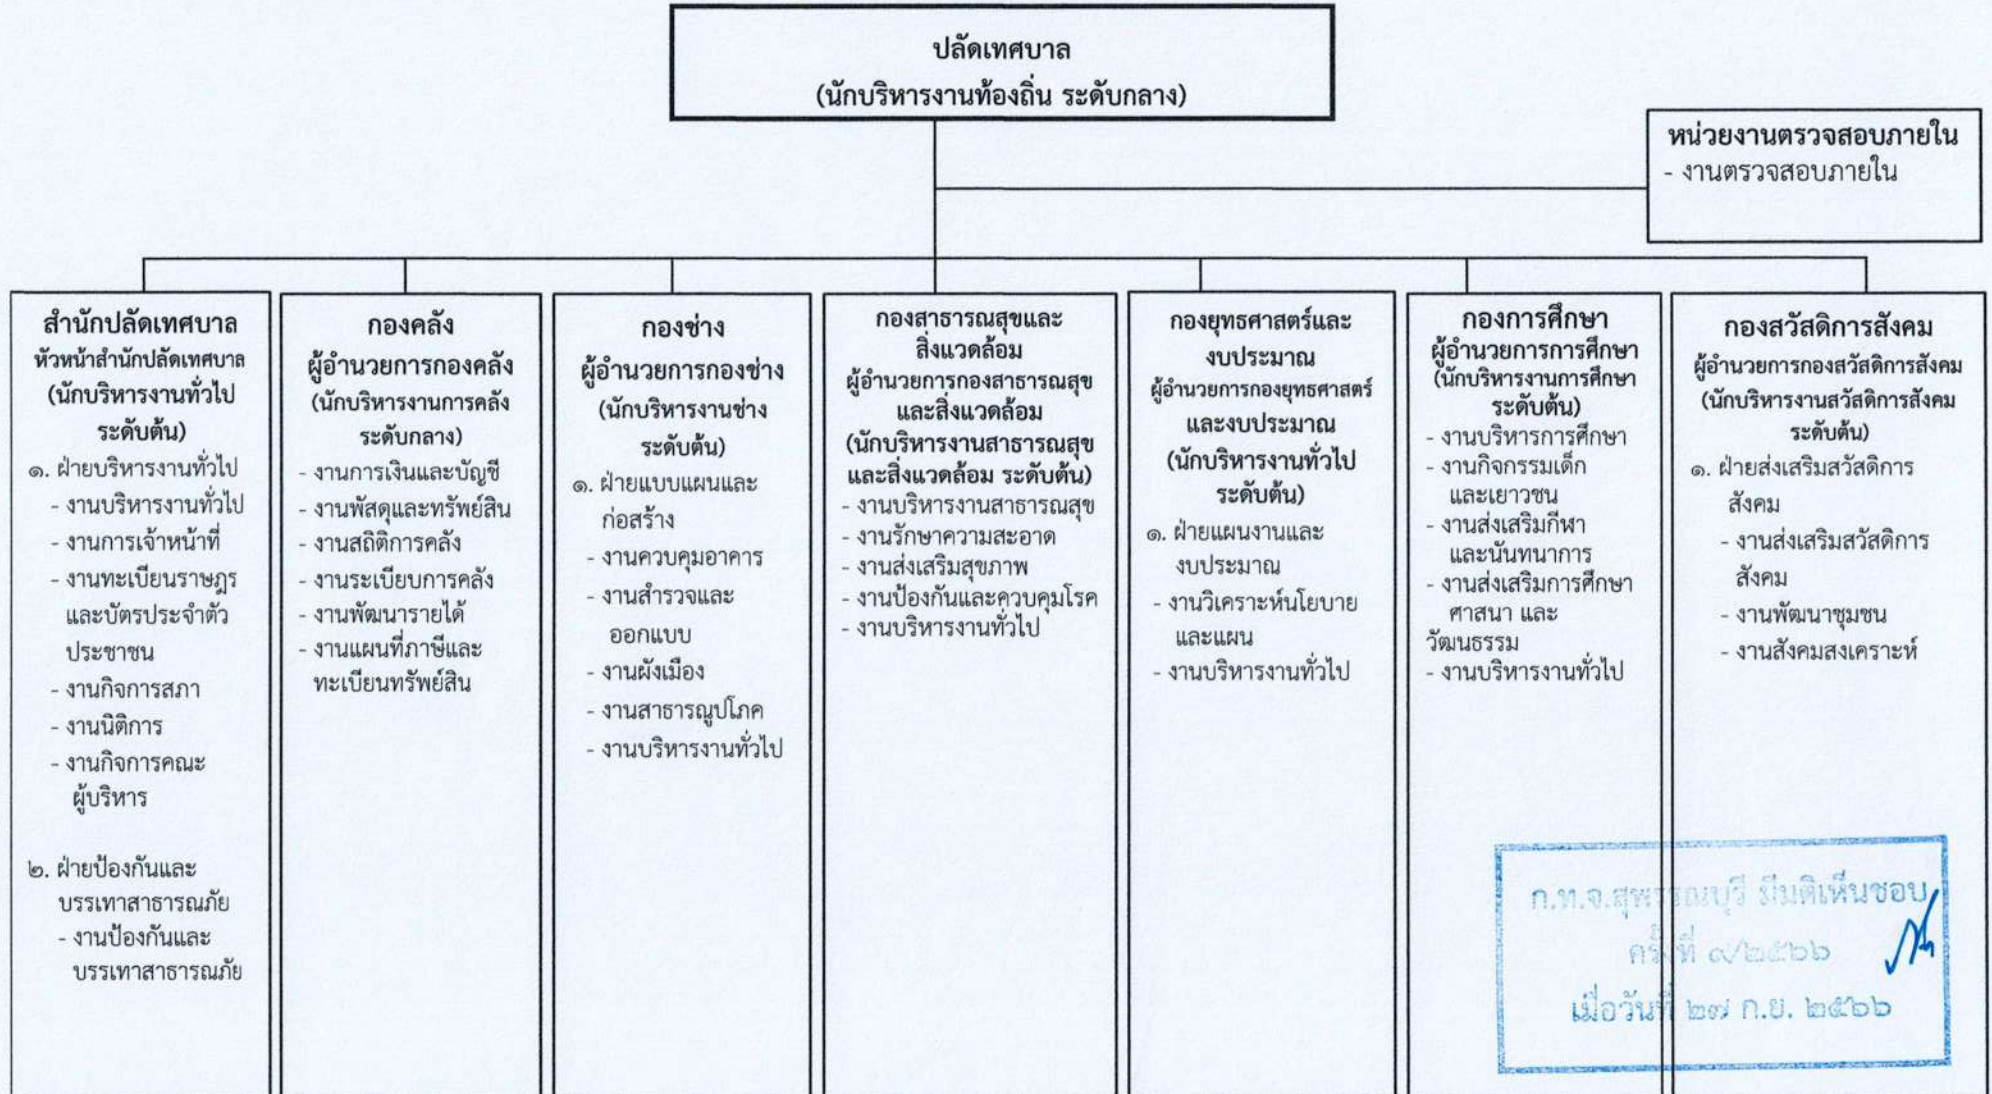 ปลัดเทศบาล
(นักบริหารงานท้องถิ่น ระดับกลาง)
หน่วยงานตรวจสอบภายใน
- งานตรวจสอบภายใน
สำนักปลัดเทศบาล
หัวหน้าสำนักปลัดเทศบาล
(นักบริหารงานทั่วไป
ระดับต้น)
๑. ฝ่ายบริหารงานทั่วไป
- งานบริหารงานทั่วไป
- งานการเจ้าหน้าที่
- งานทะเบียนราษฎร
และบัตรประจำตัว
ประชาชน
- งานกิจการสภา
- งานนิติการ
- งานกิจการคณะ
ผู้บริหาร
๒. ฝ่ายป้องกันและ
บรรเทาสาธารณภัย
- งานป้องกันและ
บรรเทาสาธารณภัย
กองคลัง
ผู้อำนวยการกองคลัง
(นักบริหารงานการคลัง
ระดับกลาง)
- งานการเงินและบัญชี
- งานพัสดุและทรัพย์สิน
- งานสถิติการคลัง
- งานระเบียบการคลัง
- งานพัฒนารายได้
- งานแผนที่ภาษีและ
ทะเบียนทรัพย์สิน
กองช่าง
ผู้อำนวยการกองช่าง
(นักบริหารงานช่าง
ระดับต้น)
๑. ฝ่ายแบบแผนและ
ก่อสร้าง
- งานควบคุมอาคาร
- งานสำรวจและ
ออกแบบ
- งานผังเมือง
- งานสาธารณูปโภค
- งานบริหารงานทั่วไป
กองสาธารณสุขและ
สิ่งแวดล้อม
ผู้อำนวยการกองสาธารณสุข
และสิ่งแวดล้อม
(นักบริหารงานสาธารณสุข
และสิ่งแวดล้อม ระดับต้น)
- งานบริหารงานสาธารณสุข
- งานรักษาความสะอาด
- งานส่งเสริมสุขภาพ
- งานป้องกันและควบคุมโรค
- งานบริหารงานทั่วไป
กองยุทธศาสตร์และ
งบประมาณ
ผู้อำนวยการกองยุทธศาสตร์
และงบประมาณ
(นักบริหารงานทั่วไป
ระดับต้น)
๑. ฝ่ายแผนงานและ
งบประมาณ
- งานวิเคราะห์นโยบาย
และแผน
- งานบริหารงานทั่วไป
กองการศึกษา
ผู้อำนวยการการศึกษา
(นักบริหารงานการศึกษา
ระดับต้น)
- งานบริหารการศึกษา
- งานกิจกรรมเด็ก
และเยาวชน
- งานส่งเสริมกีฬา
และนันทนาการ
- งานส่งเสริมการศึกษา
ศาสนา และ
วัฒนธรรม
- งานบริหารงานทั่วไป
กองสวัสดิการสังคม
ผู้อำนวยการกองสวัสดิการสังคม
(นักบริหารงานสวัสดิการสังคม
ระดับต้น)
๑. ฝ่ายส่งเสริมสวัสดิการ
สังคม
- งานส่งเสริมสวัสดิการ
สังคม
- งานพัฒนาชุมชน
- งานสังคมสงเคราะห์
ก.ท.จ.สุพรรณบุรี มีมติเห็นชอบ
ครั้งที่ ๙/๒๕๖๖
เมื่อวันที่ ๒๗ ก.ย. ๒๕๖๖